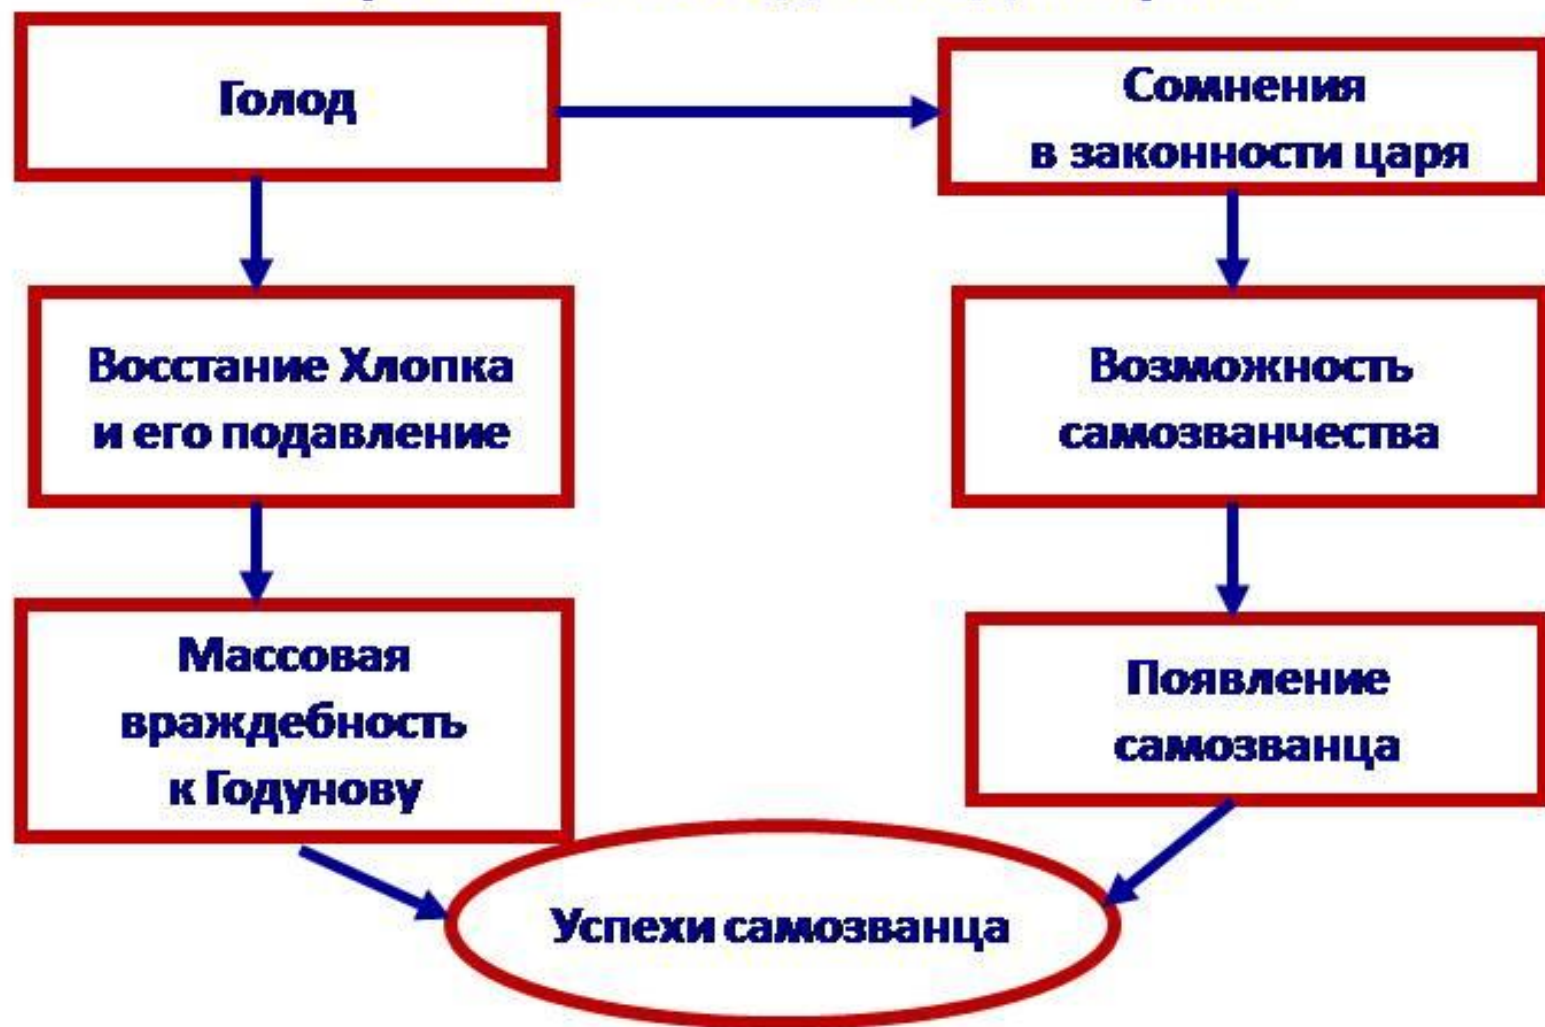 Голод
Сомнения
в законности царя
Восстание Хлопка
и его подавление
Возможность
самозванчества
Массовая
враждебность
к Годунову
Появление
самозванца
Успехи самозванца